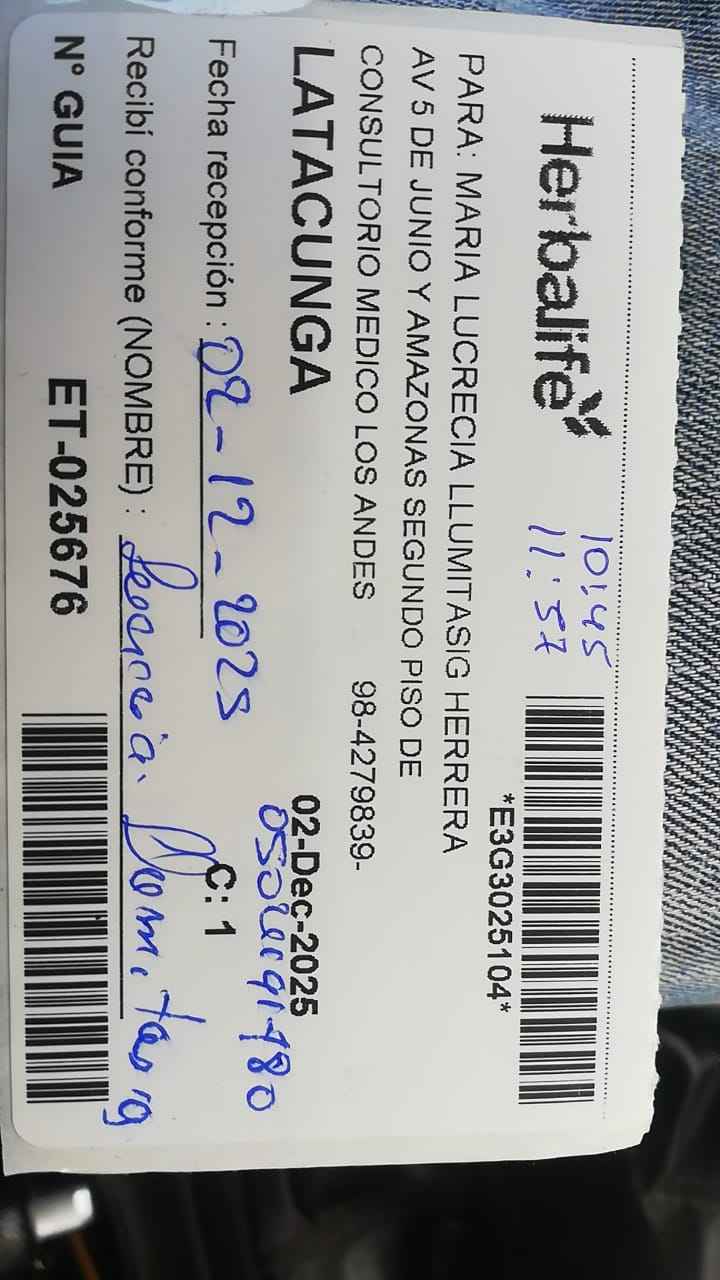 Herbalife
10:45
11:57
*E3G3025104*
PARA: MARIA LUCRECIA LLUMITASIG HERRERA
AV 5 DE JUNIO Y AMAZONAS SEGUNDO PISO DE
CONSULTORIO MEDICO LOS ANDES 98-4279839-
LATACUNGA 02-Dec-2025
Fecha recepción : 02-12-2025 C: 1
Recibí conforme (NOMBRE) : Lucrecia Llumitasig
N° GUIA ET-025676